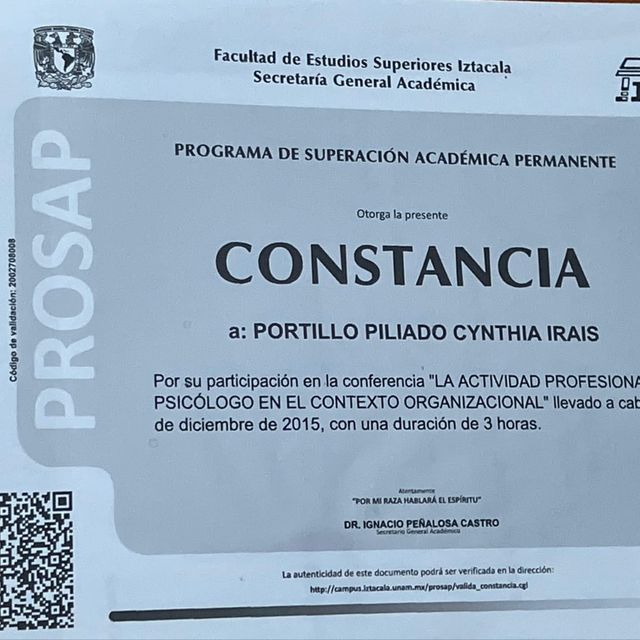 Facultad de Estudios Superiores Iztacala
Secretaría General Académica
PROGRAMA DE SUPERACIÓN ACADÉMICA PERMANENTE
Otorga la presente
CONSTANCIA
a: PORTILLO PILIADO CYNTHIA IRAIS
Por su participación en la conferencia "LA ACTIVIDAD PROFESIONA
PSICÓLOGO EN EL CONTEXTO ORGANIZACIONAL" llevado a cab
de diciembre de 2015, con una duración de 3 horas.
Atentamente
"POR MI RAZA HABLARÁ EL ESPÍRITU"
DR. IGNACIO PEÑALOSA CASTRO
Secretario General Académico
La autenticidad de este documento podrá ser verificada en la dirección:
http://campus.iztacala.unam.mx/prosap/valida_constancia.cgi
PROSAP
Código de validación: 2002708008